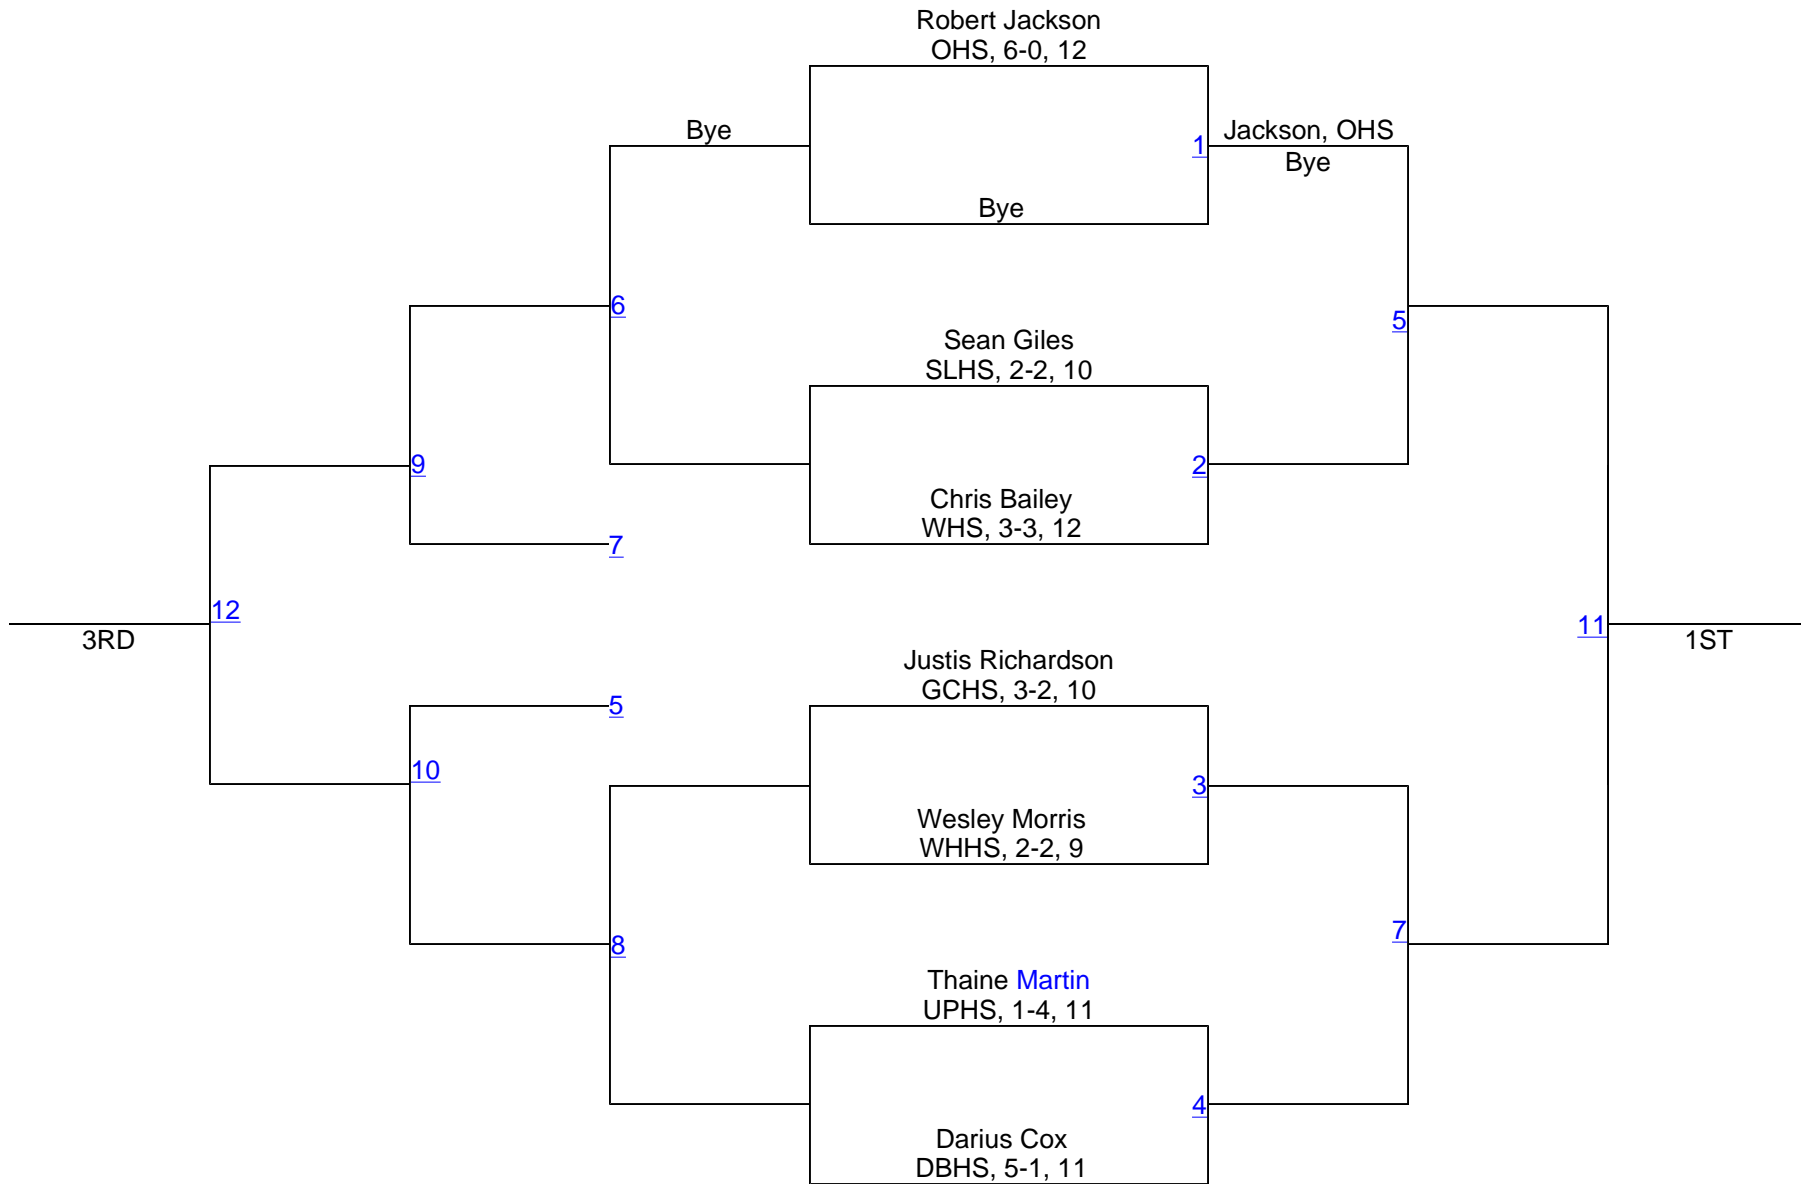 Robert Jackson
OHS, 6-0, 12
Bye
1
Jackson, OHS
Bye
Bye
6
5
Sean Giles
SLHS, 2-2, 10
9
2
Chris Bailey
WHS, 3-3, 12
7
12
3RD
11
1ST
Justis Richardson
GCHS, 3-2, 10
5
10
3
Wesley Morris
WHHS, 2-2, 9
8
7
Thaine Martin
UPHS, 1-4, 11
4
Darius Cox
DBHS, 5-1, 11